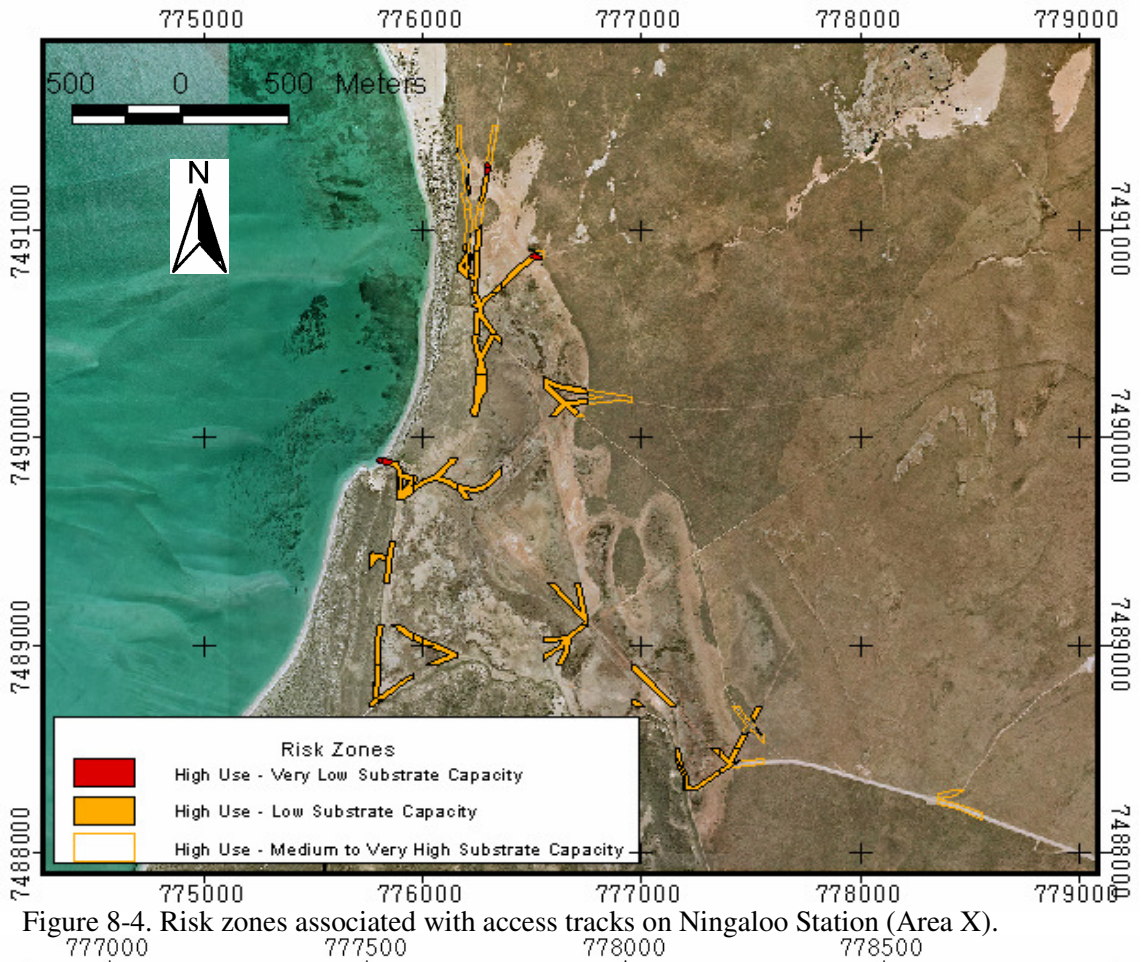 775000 776000 777000 778000 779000
500 0 500 Meters
N
7491000 7491000
7490000 7490000
7489000 7489000
7488000 7488000
Risk Zones
High Use - Very Low Substrate Capacity
High Use - Low Substrate Capacity
High Use - Medium to Very High Substrate Capacity
775000 776000 777000 778000 779000
Figure 8-4. Risk zones associated with access tracks on Ningaloo Station (Area X).
777000 777500 778000 778500